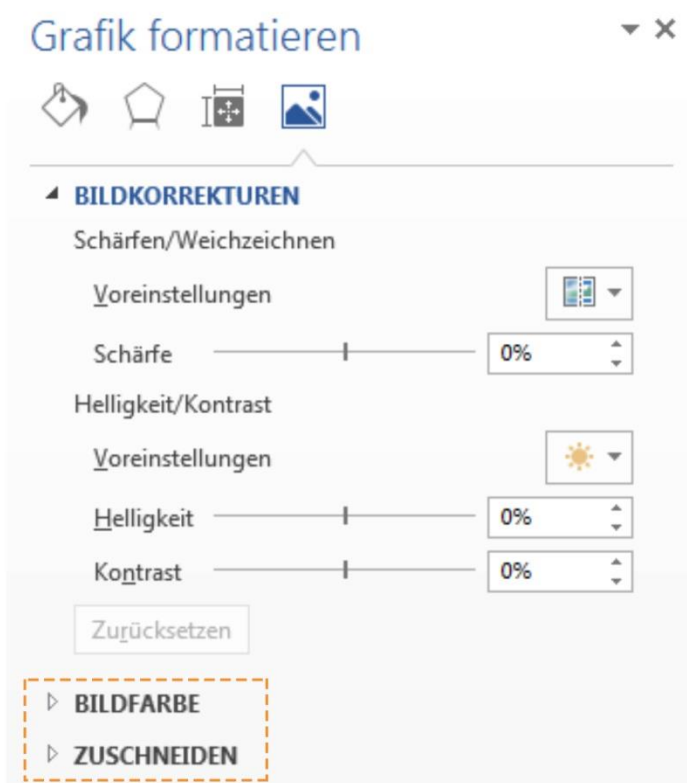 Grafik formatieren
BILDKORREKTUREN
Schärfen/Weichzeichnen
Voreinstellungen
Schärfe 0%
Helligkeit/Kontrast
Voreinstellungen
Helligkeit 0%
Kontrast 0%
Zurücksetzen
BILDFARBE
ZUSCHNEIDEN